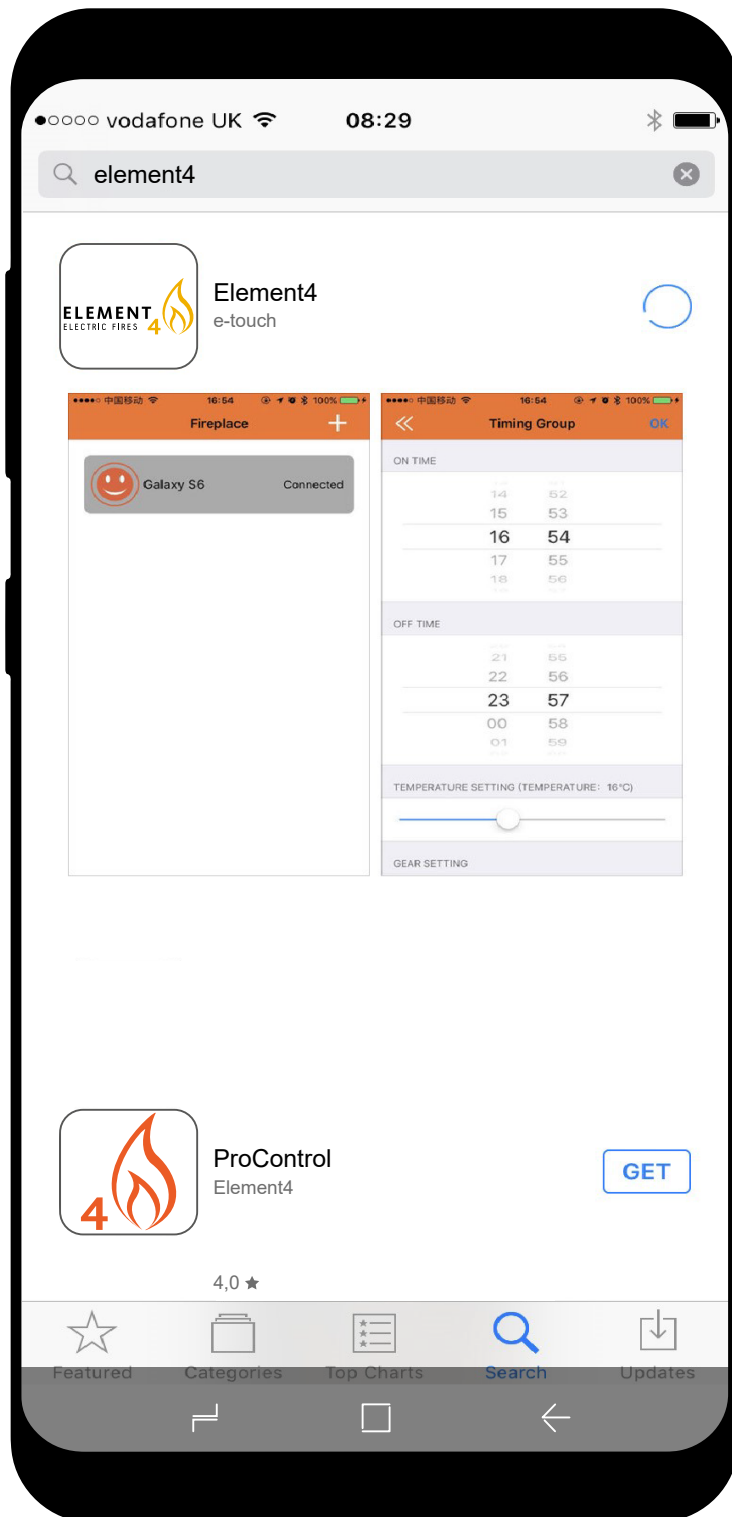 vodafone UK 08:29
element4
ELEMENT 4
ELECTRIC FIRES
Element4
e-touch
中国移动 16:54 100%
Fireplace +
Galaxy S6 Connected
中国移动 16:54 100%
Timing Group OK
ON TIME
14 52
15 53
16 54
17 55
18 56
OFF TIME
21 55
22 56
23 57
00 58
01 59
TEMPERATURE SETTING (TEMPERATURE: 16°C)
GEAR SETTING
4
ProControl
Element4
GET
4,0 ★
Featured Categories Top Charts Search Updates